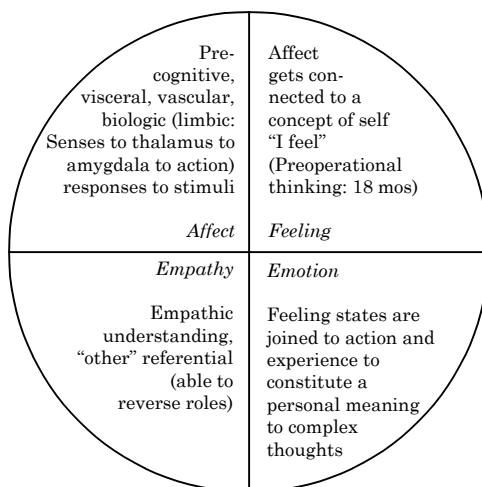 Pre-
cognitive,
visceral, vascular,
biologic (limbic:
Senses to thalamus to
amygdala to action)
responses to stimuli
Affect
Affect
gets con-
nected to a
concept of self
“I feel”
(Preoperational
thinking: 18 mos)
Feeling
Empathy
Empathic
understanding,
“other” referential
(able to
reverse roles)
Emotion
Feeling states are
joined to action and
experience to
constitute a
personal meaning
to complex
thoughts